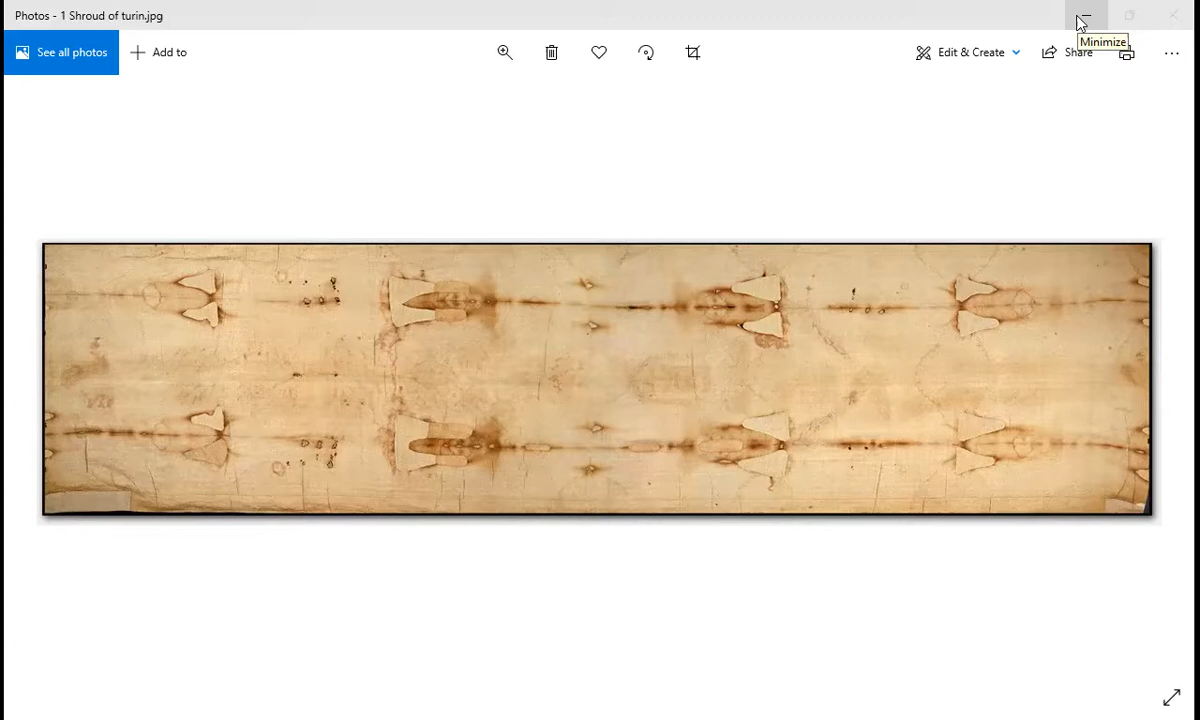 Photos - 1 Shroud of turin.jpg
Minimize
See all photos
Add to
Edit & Create
Share